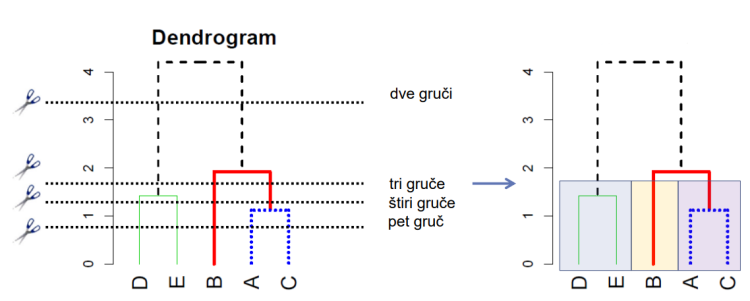 Dendrogram
4
3
2
1
0
D E B A C
dve gruči
tri gruče
štiri gruče
pet gruč
4
3
2
1
0
D E B A C